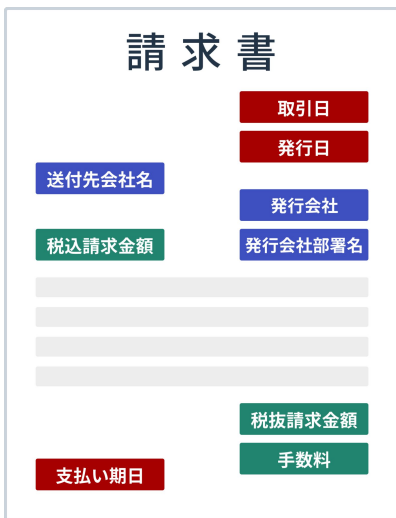 請求書
取引日
発行日
送付先会社名
発行会社
税込請求金額
発行会社部署名
税抜請求金額
手数料
支払い期日